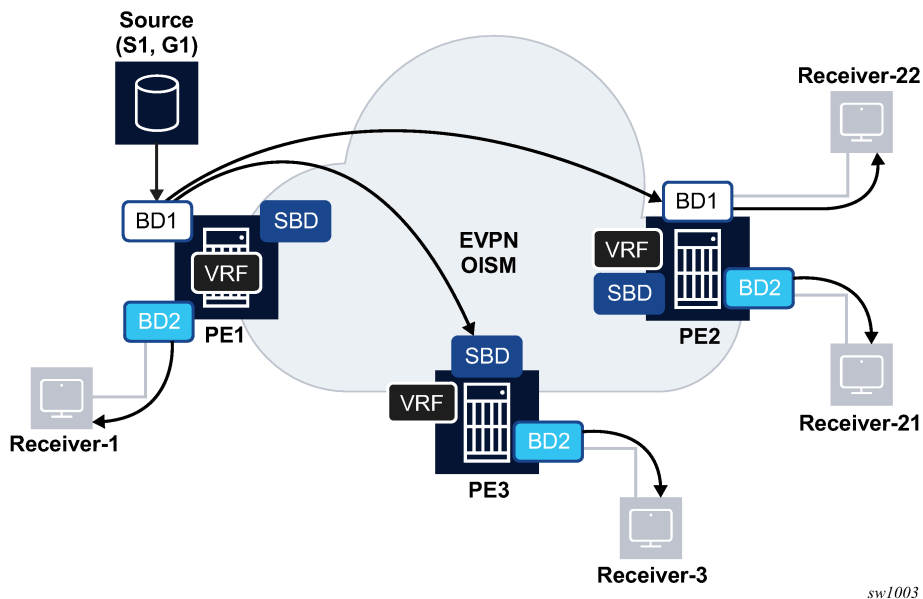 Source
(S1, G1)
Receiver-22
BD1
SBD
BD1
EVPN
OISM
VRF
VRF
SBD
BD2
BD2
PE1
PE2
SBD
VRF
Receiver-1
Receiver-21
BD2
PE3
Receiver-3
sw1003